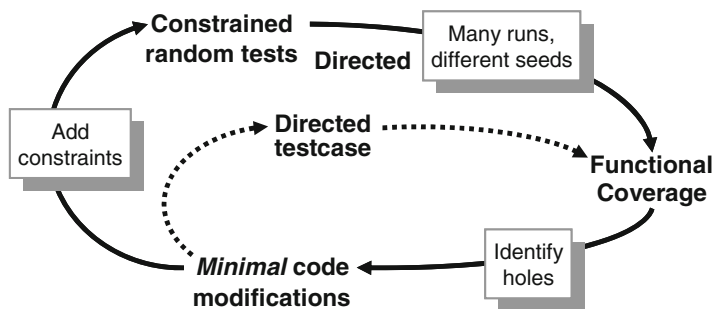 Constrained
random tests
Directed
Many runs,
different seeds
Add
constraints
Directed
testcase
Functional
Coverage
Identify
holes
Minimal code
modifications